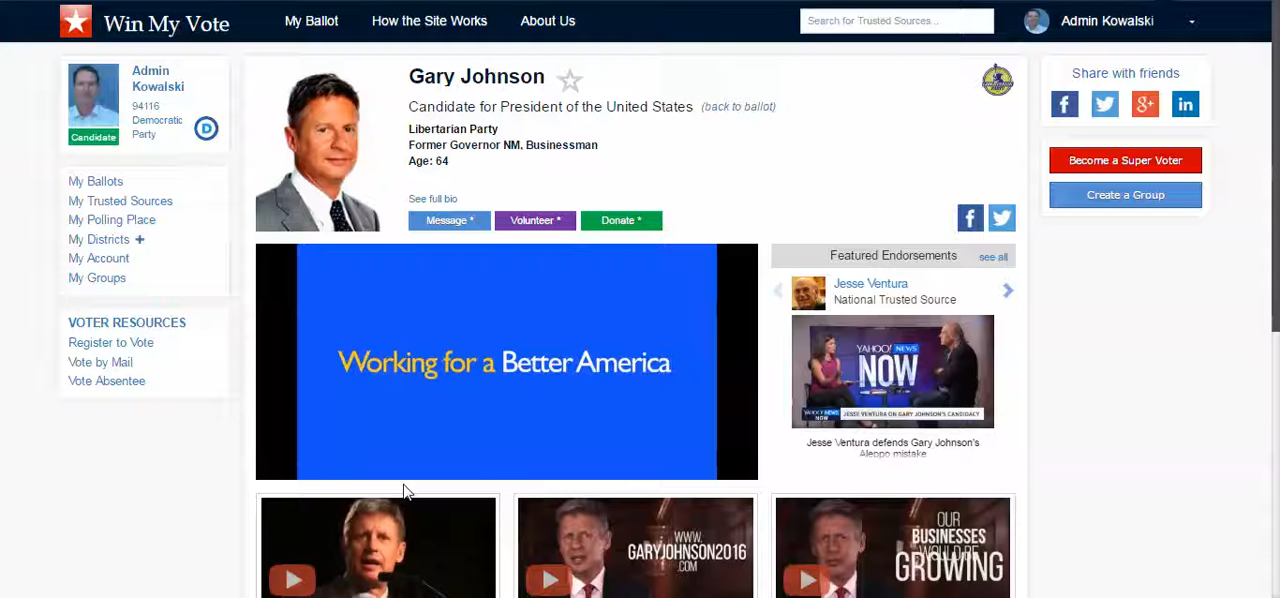 Win My Vote
My Ballot
How the Site Works
About Us
Search for Trusted Sources...
Admin Kowalski
Admin
Kowalski
94116
Democratic
Party
D
Candidate
My Ballots
My Trusted Sources
My Polling Place
My Districts +
My Account
My Groups
VOTER RESOURCES
Register to Vote
Vote by Mail
Vote Absentee
Gary Johnson
Candidate for President of the United States (back to ballot)
Libertarian Party
Former Governor NM, Businessman
Age: 64
See full bio
Message *
Volunteer *
Donate *
Working for a Better America
Featured Endorsements
see all
Jesse Ventura
National Trusted Source
YAHOO! NEWS
NOW
YAHOO! NEWS
NOW
JESSE VENTURA ON GARY JOHNSON'S CANDIDACY
Jesse Ventura defends Gary Johnson's
Aleppo mistake
WWW.
GARYJOHNSON2016
.COM
OUR
BUSINESSES
WOULD BE
GROWING
Share with friends
f
g+
in
Become a Super Voter
Create a Group